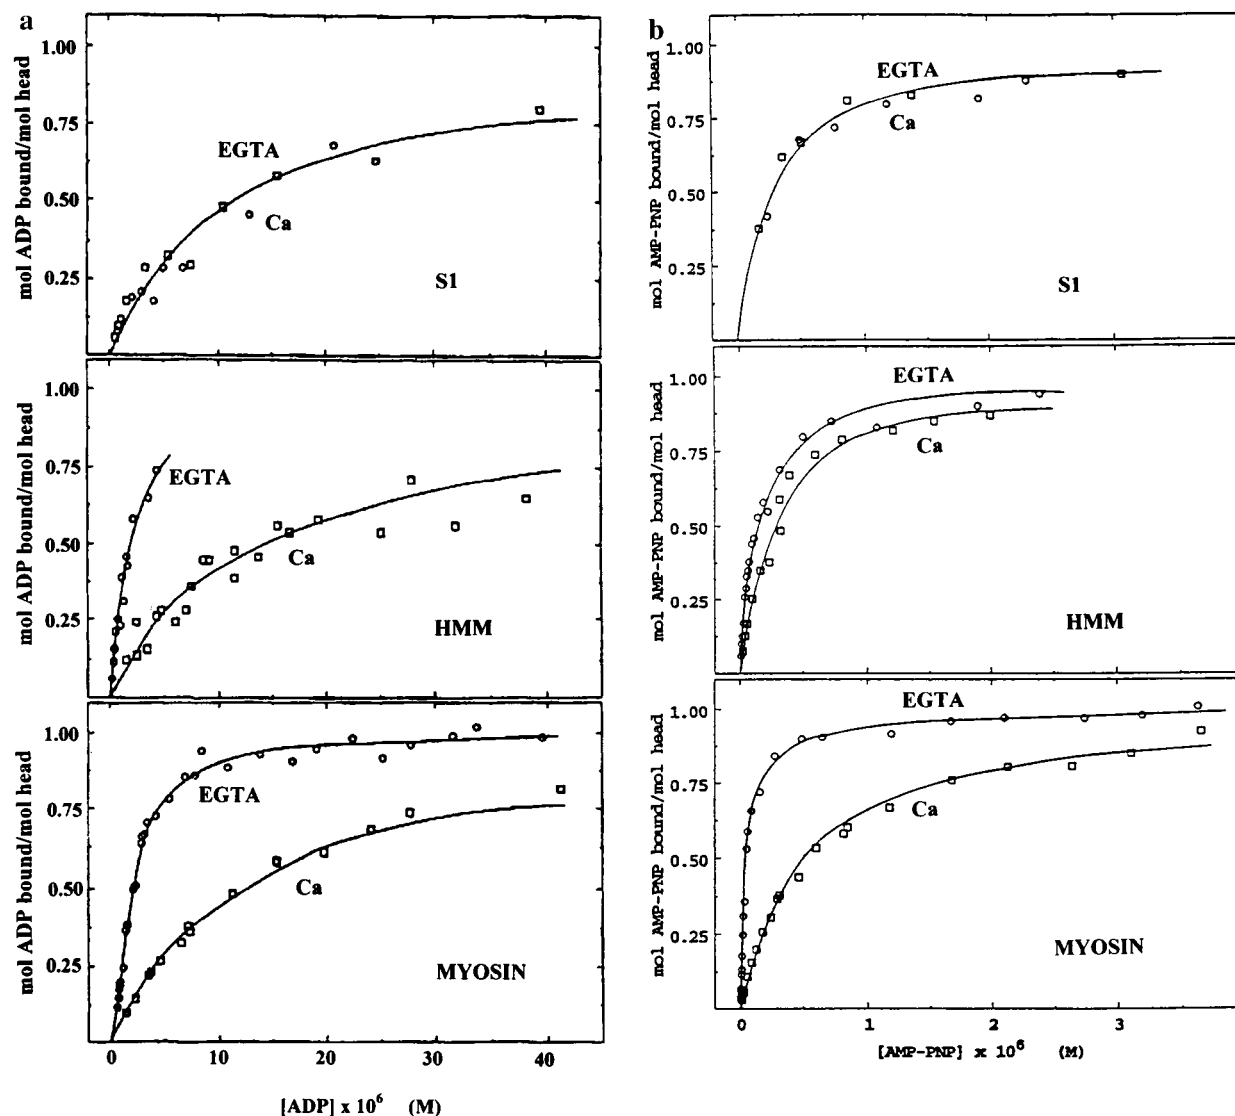 a
1.00
0.75
0.50
0.25
mol ADP bound/mol head
EGTA
Ca
S1
1.00
0.75
0.50
0.25
mol ADP bound/mol head
EGTA
Ca
HMM
1.00
0.75
0.50
0.25
mol ADP bound/mol head
EGTA
Ca
MYOSIN
0 10 20 30 40
[ADP] x 10⁶ (M)
b
1.00
0.75
0.50
0.25
mol AMP-PNP bound/mol head
EGTA
Ca
S1
1.00
0.75
0.50
0.25
mol AMP-PNP bound/mol head
EGTA
Ca
HMM
1.00
0.75
0.50
0.25
mol AMP-PNP bound/mol head
EGTA
Ca
MYOSIN
0 1 2 3
[AMP-PNP] x 10⁶ (M)